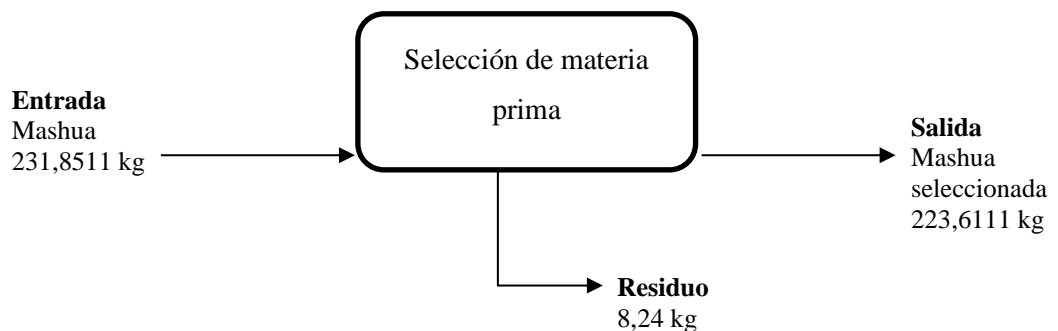 Selección de materia
prima
Entrada
Mashua
231,8511 kg
Salida
Mashua
seleccionada
223,6111 kg
Residuo
8,24 kg